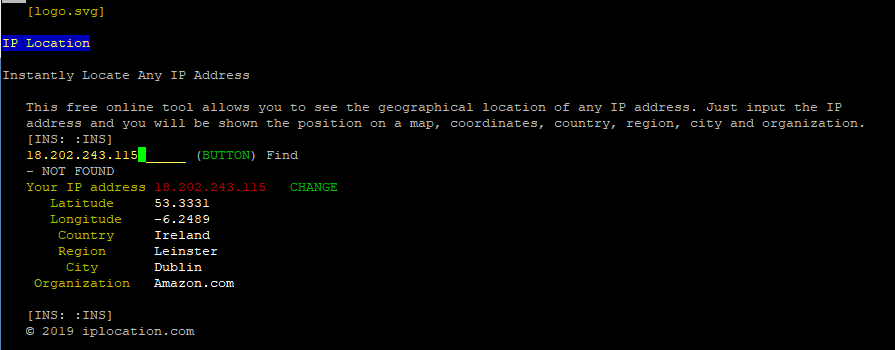 [logo.svg]
IP Location
Instantly Locate Any IP Address
This free online tool allows you to see the geographical location of any IP address. Just input the IP
address and you will be shown the position on a map, coordinates, country, region, city and organization.
[INS: :INS]
18.202.243.115______ (BUTTON) Find
- NOT FOUND
Your IP address 18.202.243.115 CHANGE
Latitude 53.3331
Longitude -6.2489
Country Ireland
Region Leinster
City Dublin
Organization Amazon.com
[INS: :INS]
© 2019 iplocation.com